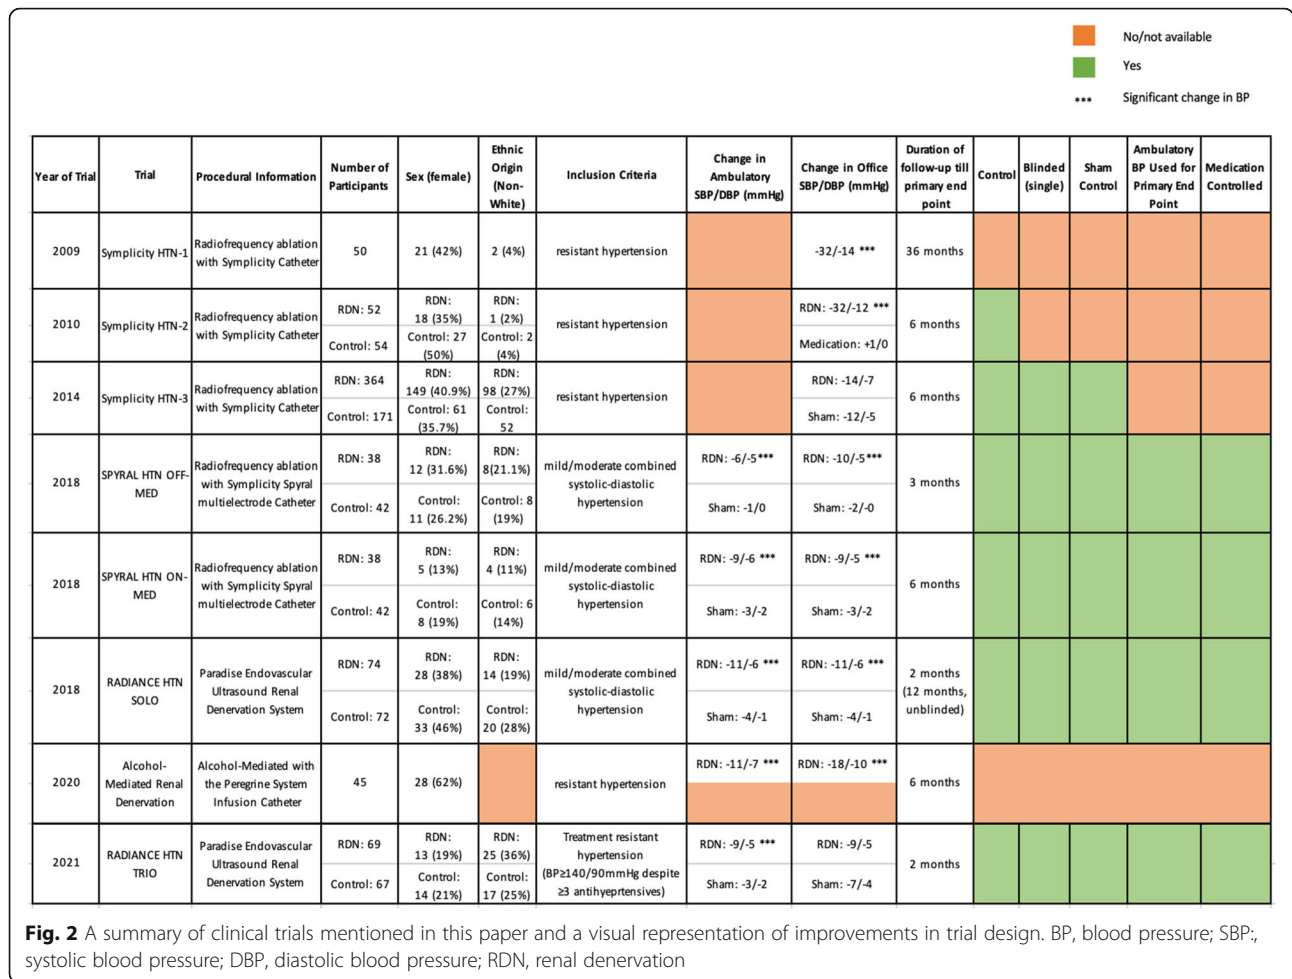 No/not available
Yes
*** Significant change in BP
Year of Trial
Trial
Procedural Information
Number of
Participants
Sex (female)
Ethnic
Origin
(Non-
White)
Inclusion Criteria
Change in
Ambulatory
SBP/DBP (mmHg)
Change in Office
SBP/DBP (mmHg)
Duration of
follow-up till
primary end
point
Control
Blinded
(single)
Sham
Control
Ambulatory
BP Used for
Primary End
Point
Medication
Controlled
2009
Symplicity HTN-1
Radiofrequency ablation
with Symplicity Catheter
50
21 (42%)
2 (4%)
resistant hypertension
-32/-14 ***
36 months
2010
Symplicity HTN-2
Radiofrequency ablation
with Symplicity Catheter
RDN: 52
Control: 54
RDN:
18 (35%)
Control: 27
(50%)
RDN:
1 (2%)
Control: 2
(4%)
resistant hypertension
RDN: -32/-12 ***
Medication: +1/0
6 months
2014
Symplicity HTN-3
Radiofrequency ablation
with Symplicity Catheter
RDN: 364
Control: 171
RDN:
149 (40.9%)
Control: 61
(35.7%)
RDN:
98 (27%)
Control:
52
resistant hypertension
RDN: -14/-7
Sham: -12/-5
6 months
2018
SPYRAL HTN OFF-
MED
Radiofrequency ablation
with Symplicity Spyral
multielectrode Catheter
RDN: 38
Control: 42
RDN:
12 (31.6%)
Control:
11 (26.2%)
RDN:
8(21.1%)
Control: 8
(19%)
mild/moderate combined
systolic-diastolic
hypertension
RDN: -6/-5***
Sham: -1/0
RDN: -10/-5***
Sham: -2/-0
3 months
2018
SPYRAL HTN ON-
MED
Radiofrequency ablation
with Symplicity Spyral
multielectrode Catheter
RDN: 38
Control: 42
RDN:
5 (13%)
Control:
8 (19%)
RDN:
4 (11%)
Control: 6
(14%)
mild/moderate combined
systolic-diastolic
hypertension
RDN: -9/-6 ***
Sham: -3/-2
RDN: -9/-5 ***
Sham: -3/-2
6 months
2018
RADIANCE HTN
SOLO
Paradise Endovascular
Ultrasound Renal
Denervation System
RDN: 74
Control: 72
RDN:
28 (38%)
Control:
33 (46%)
RDN:
14 (19%)
Control:
20 (28%)
mild/moderate combined
systolic-diastolic
hypertension
RDN: -11/-6 ***
Sham: -4/-1
RDN: -11/-6 ***
Sham: -4/-1
2 months
(12 months,
unblinded)
2020
Alcohol-
Mediated Renal
Denervation
Alcohol-Mediated with
the Peregrine System
Infusion Catheter
45
28 (62%)
resistant hypertension
RDN: -11/-7 ***
RDN: -18/-10 ***
6 months
2021
RADIANCE HTN
TRIO
Paradise Endovascular
Ultrasound Renal
Denervation System
RDN: 69
Control: 67
RDN:
13 (19%)
Control:
14 (21%)
RDN:
25 (36%)
Control:
17 (25%)
Treatment resistant
hypertension
(BP≥140/90mmHg despite
≥3 antihyeprtensives)
RDN: -9/-5 ***
Sham: -3/-2
RDN: -9/-5
Sham: -7/-4
2 months
Fig. 2 A summary of clinical trials mentioned in this paper and a visual representation of improvements in trial design. BP, blood pressure; SBP:,
systolic blood pressure; DBP, diastolic blood pressure; RDN, renal denervation